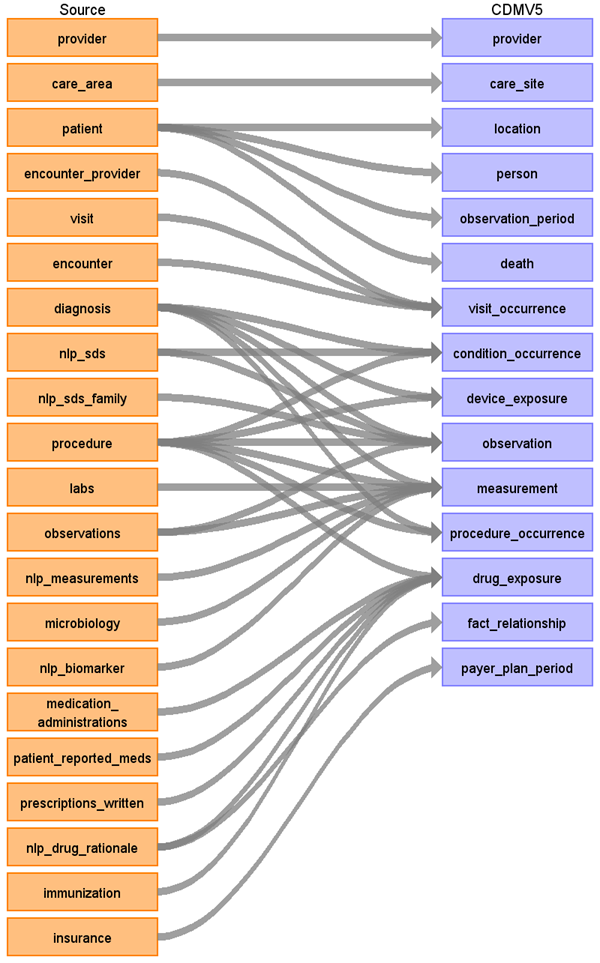 Source
CDMV5
provider
provider
care_area
care_site
patient
location
encounter_provider
person
visit
observation_period
encounter
death
diagnosis
visit_occurrence
nlp_sds
condition_occurrence
nlp_sds_family
device_exposure
procedure
observation
labs
measurement
observations
procedure_occurrence
nlp_measurements
drug_exposure
microbiology
fact_relationship
nlp_biomarker
payer_plan_period
medication_
administrations
patient_reported_meds
prescriptions_written
nlp_drug_rationale
immunization
insurance